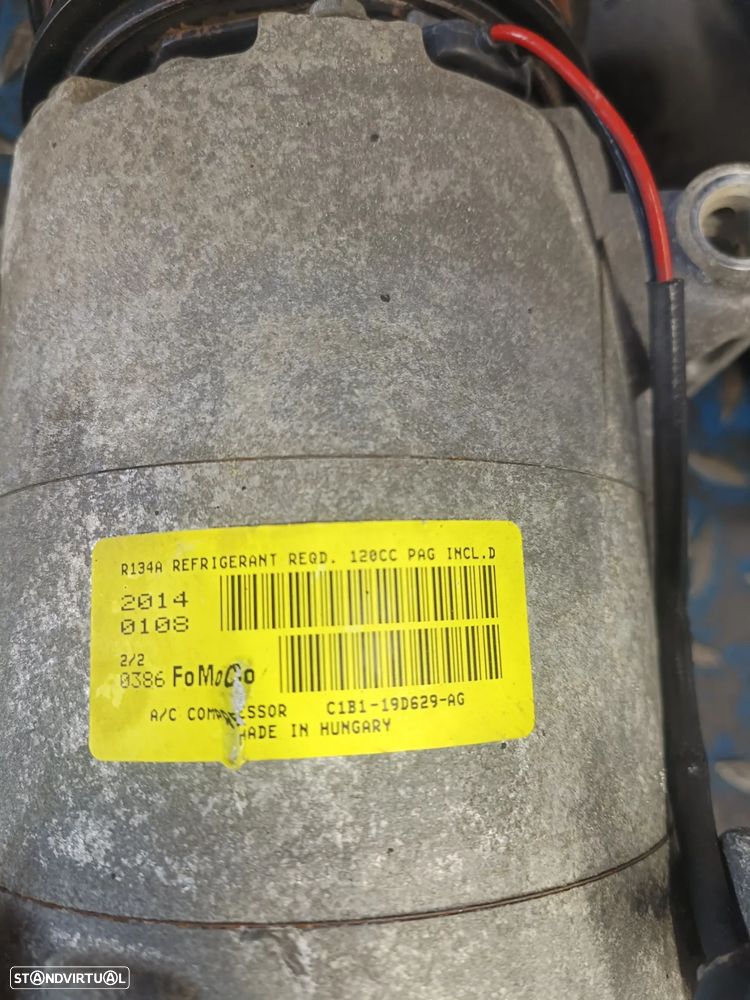 R134A REFRIGERANT REQD. 120CC PAG INCL.D
2014
0108
2/2
0386 FoMoCo
A/C COMPRESSOR C1B1-19D629-AG
MADE IN HUNGARY
STANDVIRTUAL